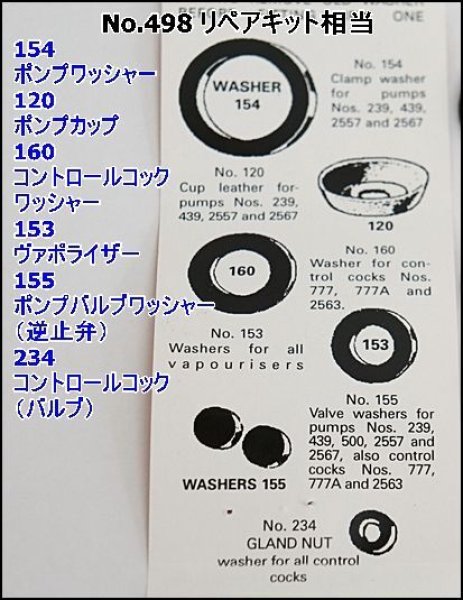 No.498 リペアキット相当
154
ポンプワッシャー
120
ポンプカップ
160
コントロールコック
ワッシャー
153
ヴァポライザー
155
ポンプバルブワッシャー
（逆止弁）
234
コントロールコック
（バルブ）
ONE
WASHER
154
No. 154
Clamp washer
for pumps
Nos. 239, 439,
2557 and 2567
No. 120
Cup leather for
pumps Nos. 239,
439, 2557 and 2567
120
160
No. 160
Washer for con-
trol cocks Nos.
777, 777A and
2563.
No. 153
Washers for all
vapourisers
153
No. 155
Valve washers for
pumps Nos. 239,
439, 500, 2557 and
2567, also control
cocks Nos. 777,
777A and 2563
WASHERS 155
No. 234
GLAND NUT
washer for all control
cocks